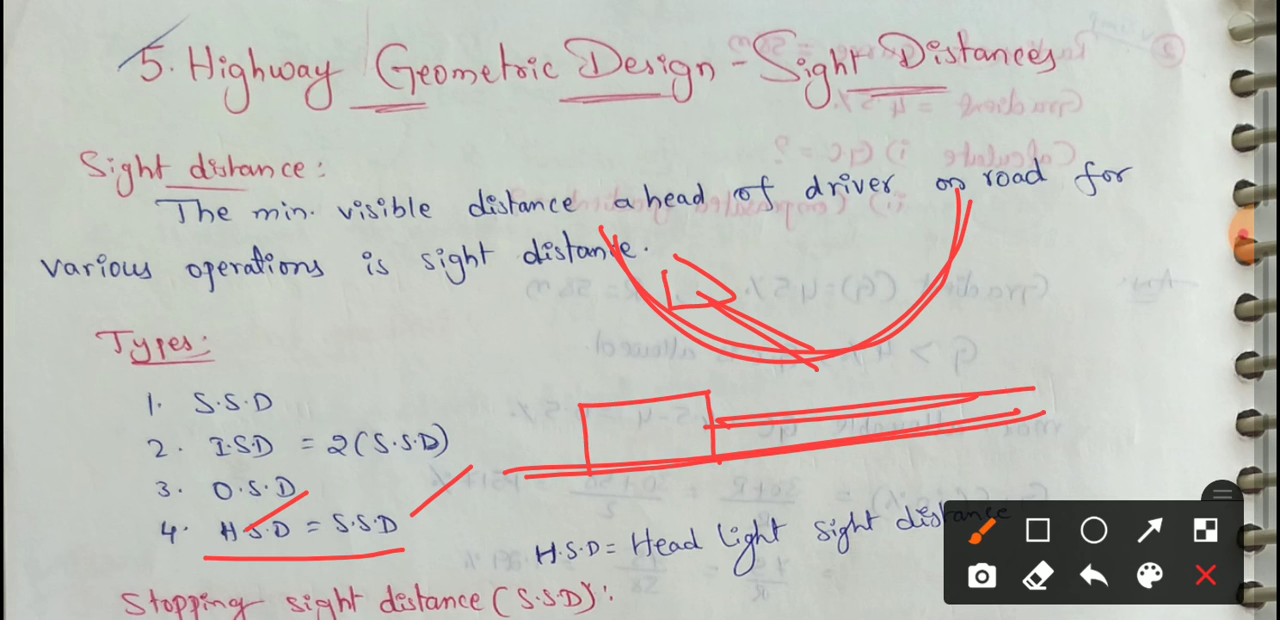 5. Highway Geometric Design - Sight Distances
Sight distance:
The min. visible distance ahead of driver on road for
various operations is sight distance.
Types:
1. S.S.D
2. I.S.D = 2(S.S.D)
3. O.S.D
4. H.S.D = S.S.D
H.S.D = Head light sight distance
Stopping sight distance (S.S.D):